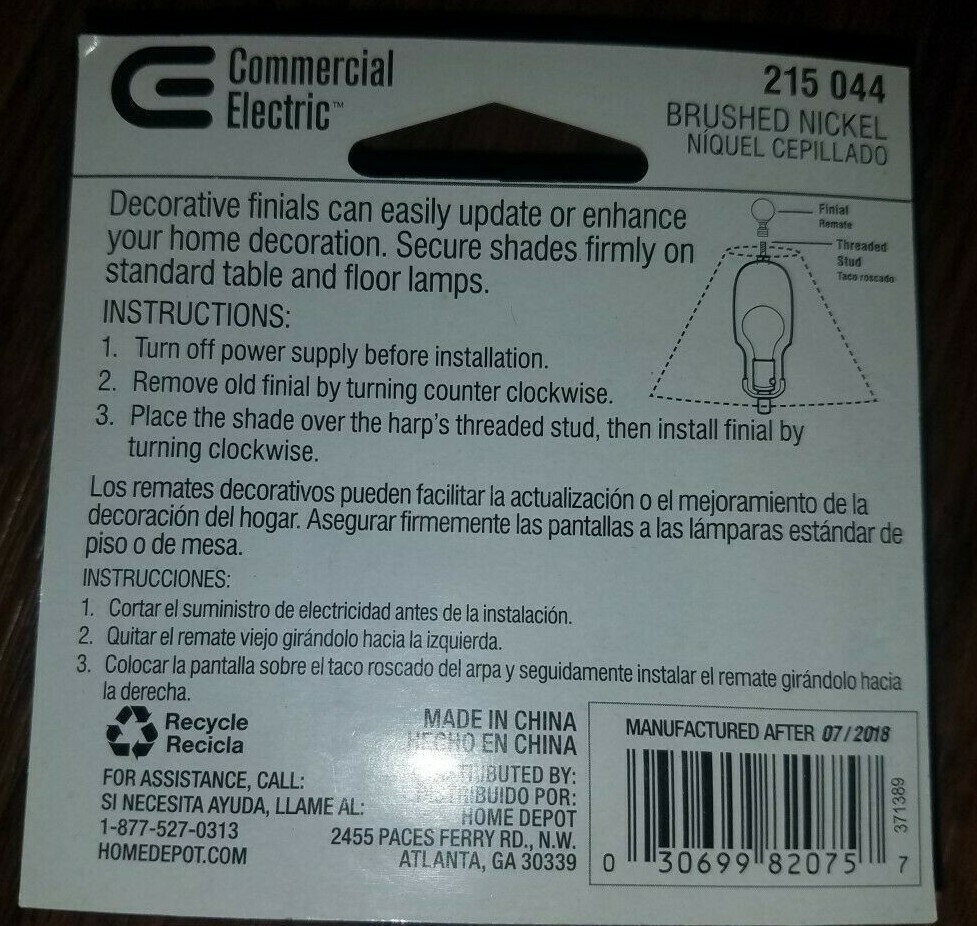 Commercial
Electric™
215 044
BRUSHED NICKEL
NÍQUEL CEPILLADO
Decorative finials can easily update or enhance
your home decoration. Secure shades firmly on
standard table and floor lamps.
Finial
Remate
Threaded
Stud
Taco roscado
INSTRUCTIONS:
1. Turn off power supply before installation.
2. Remove old finial by turning counter clockwise.
3. Place the shade over the harp's threaded stud, then install finial by
turning clockwise.
Los remates decorativos pueden facilitar la actualización o el mejoramiento de la
decoración del hogar. Asegurar firmemente las pantallas a las lámparas estándar de
piso o de mesa.
INSTRUCCIONES:
1. Cortar el suministro de electricidad antes de la instalación.
2. Quitar el remate viejo girándolo hacia la izquierda.
3. Colocar la pantalla sobre el taco roscado del arpa y seguidamente instalar el remate girándolo hacia
la derecha.
Recycle
Recicla
FOR ASSISTANCE, CALL:
SI NECESITA AYUDA, LLAME AL:
1-877-527-0313
HOMEDEPOT.COM
MADE IN CHINA
HECHO EN CHINA
DISTRIBUTED BY:
DISTRIBUIDO POR:
HOME DEPOT
2455 PACES FERRY RD., N.W.
ATLANTA, GA 30339
MANUFACTURED AFTER 07/2018
371389
0 30699 82075 7